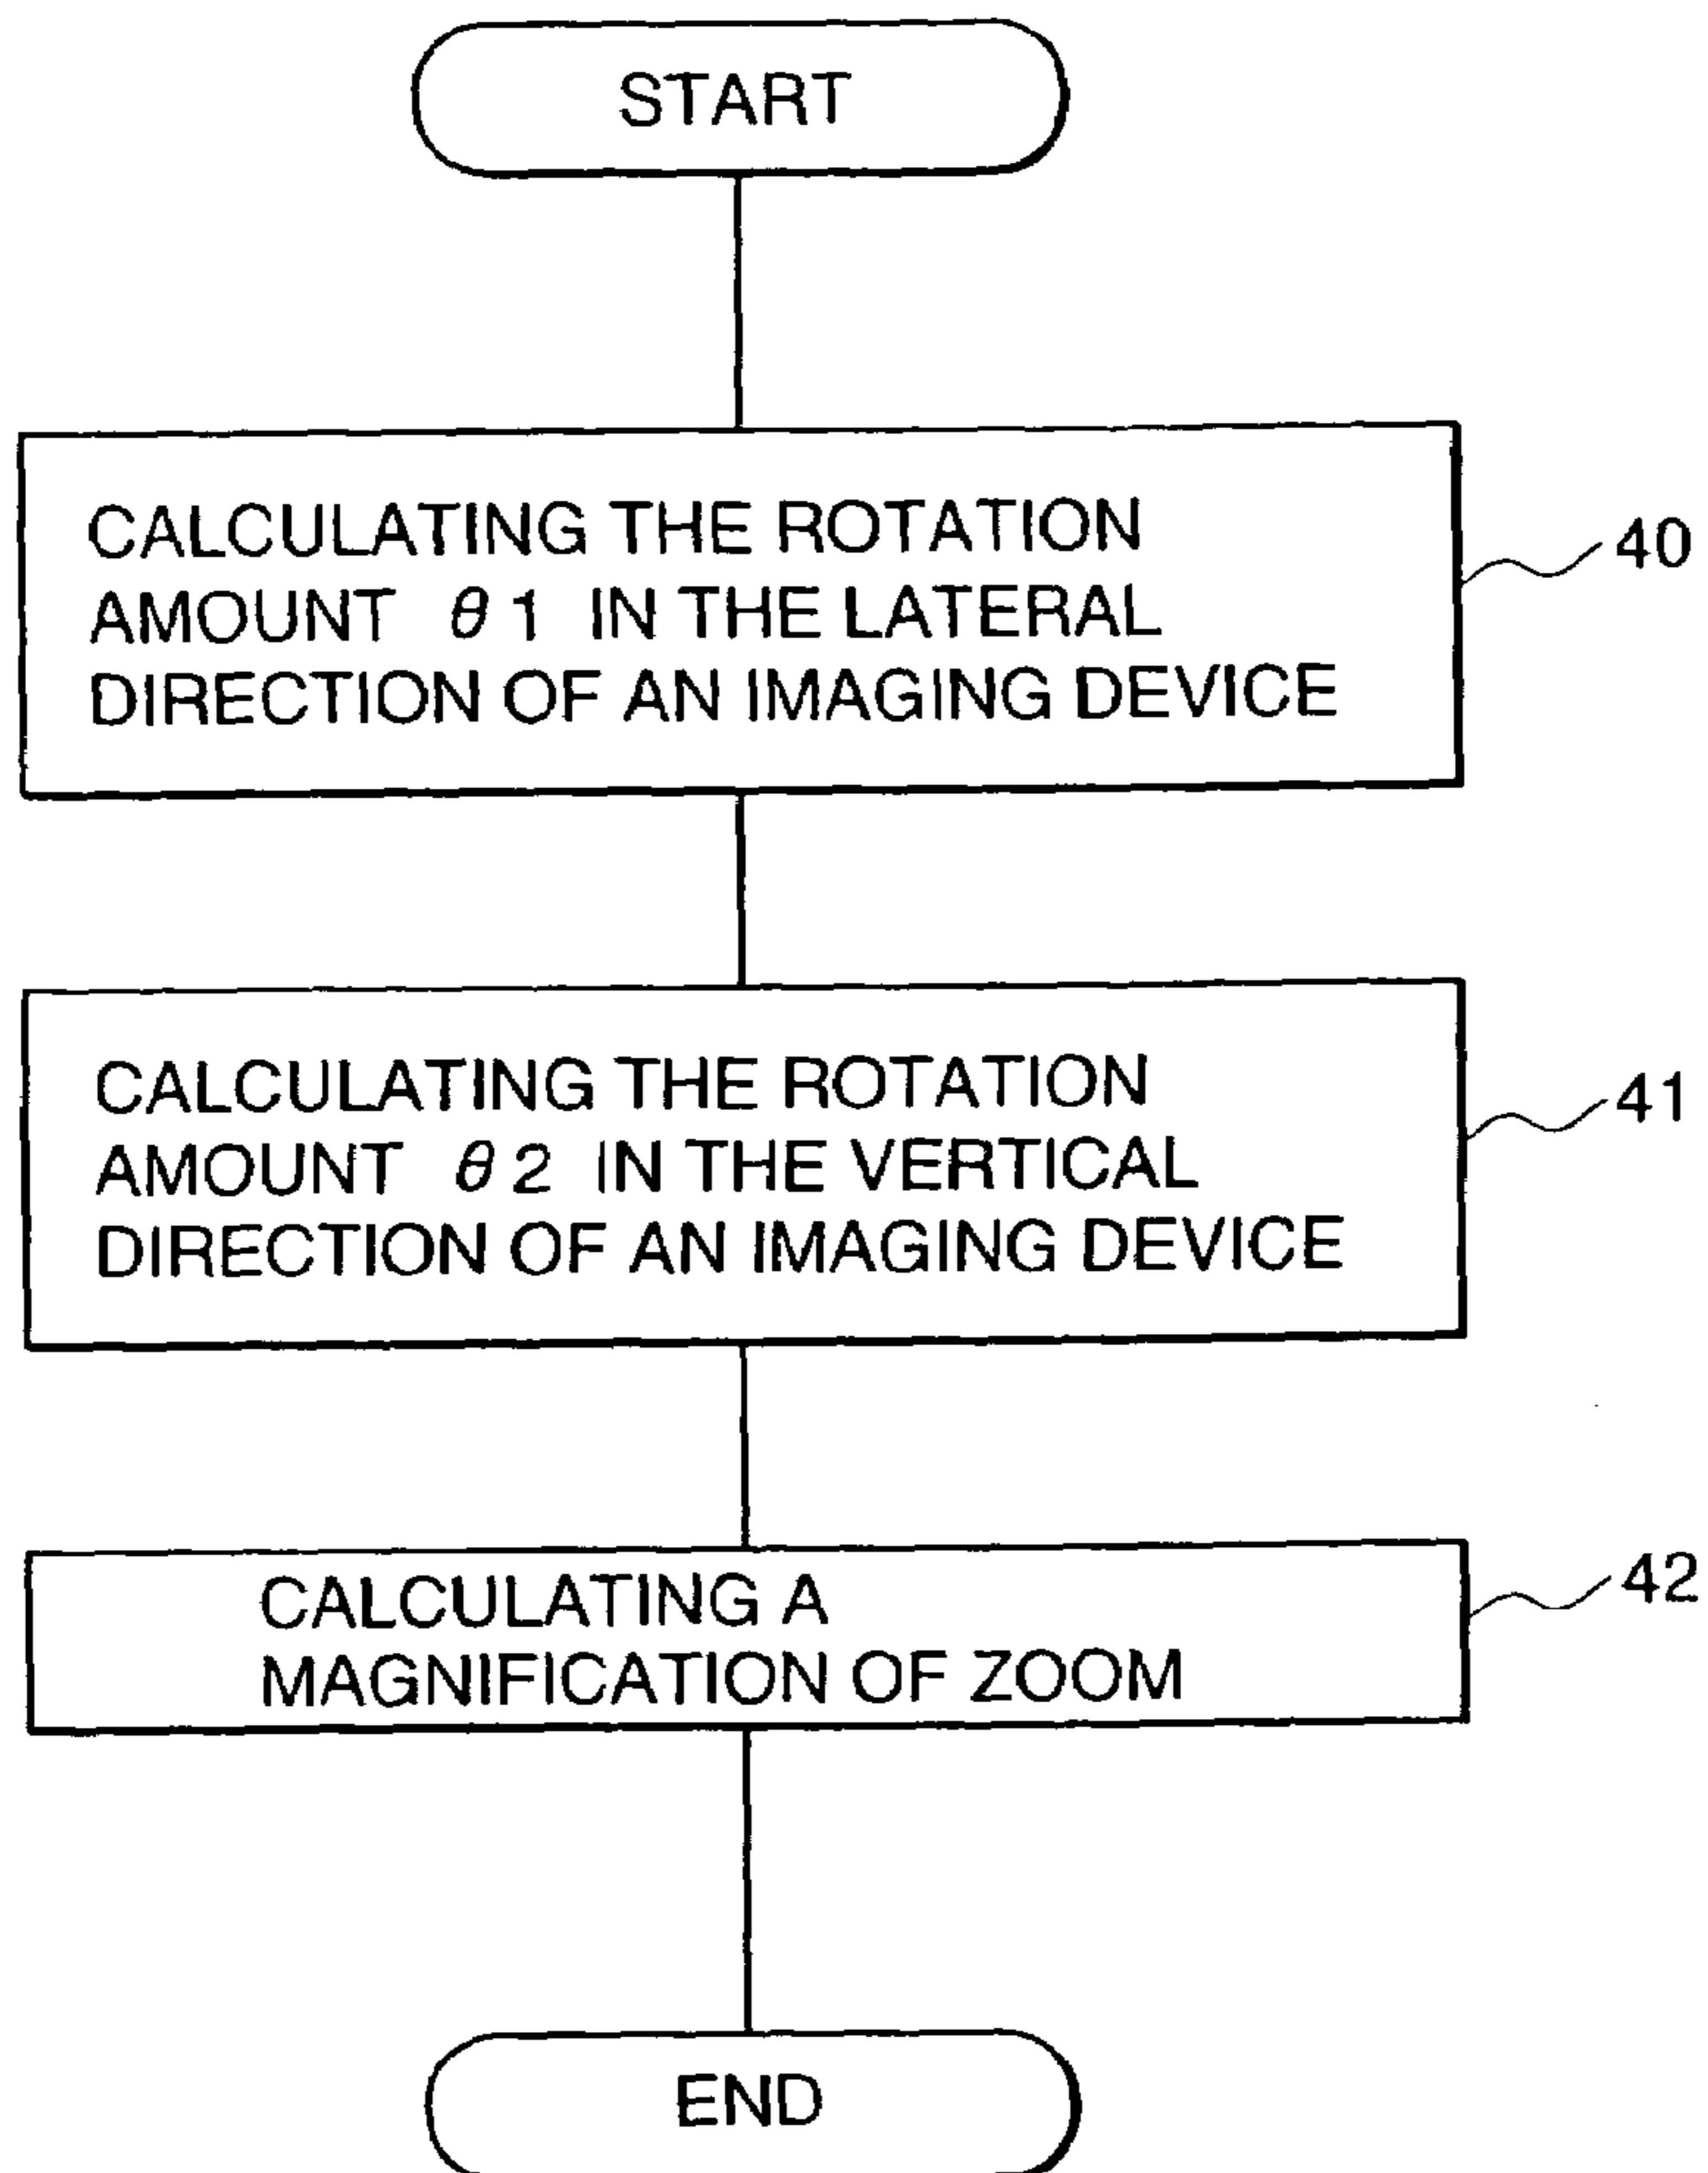 START
CALCULATING THE ROTATION
AMOUNT θ1 IN THE LATERAL
DIRECTION OF AN IMAGING DEVICE
40
CALCULATING THE ROTATION
AMOUNT θ2 IN THE VERTICAL
DIRECTION OF AN IMAGING DEVICE
41
CALCULATING A
MAGNIFICATION OF ZOOM
42
END